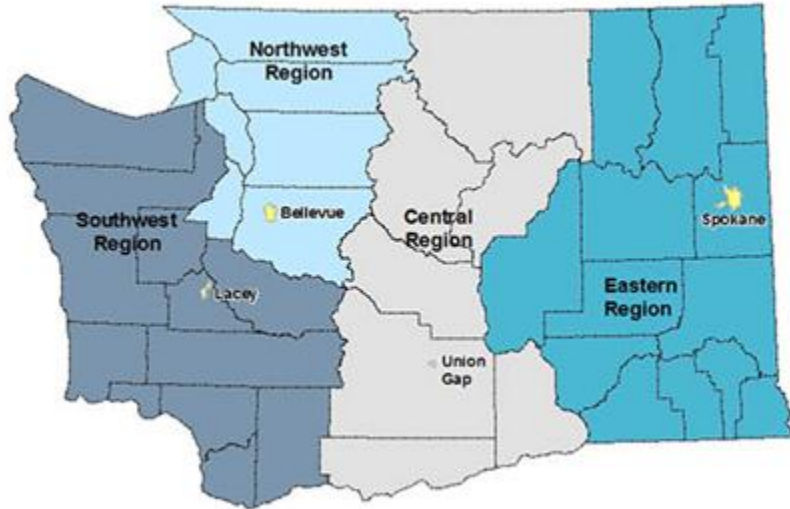 Northwest
Region
Southwest
Region
Bellevue
Central
Region
Spokane
Lacey
Eastern
Region
Union
Gap